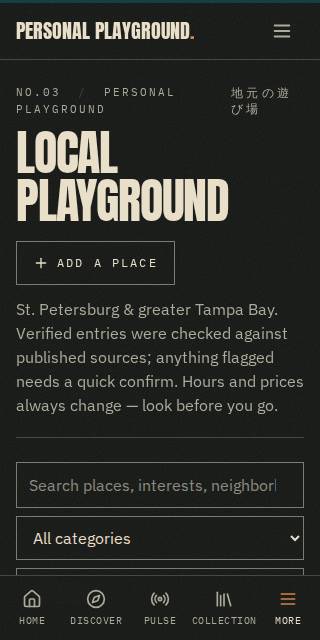 PERSONAL PLAYGROUND.
NO.03 / PERSONAL PLAYGROUND
地元の遊び場
LOCAL
PLAYGROUND
+ ADD A PLACE
St. Petersburg & greater Tampa Bay.
Verified entries were checked against
published sources; anything flagged
needs a quick confirm. Hours and prices
always change — look before you go.
Search places, interests, neighbor
All categories
HOME DISCOVER PULSE COLLECTION MORE